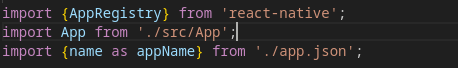 import {AppRegistry} from 'react-native';
import App from './src/App';
import {name as appName} from './app.json';